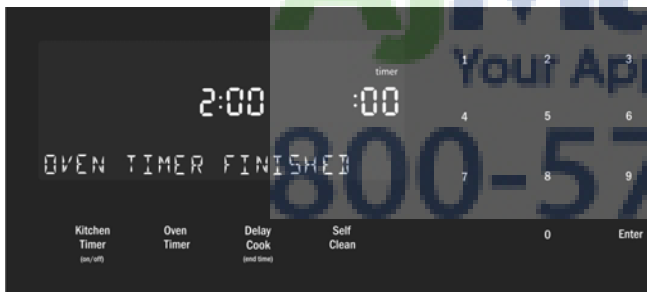 timer
2:00 :00
OVEN TIMER FINISHED
Kitchen Timer (on/off)
Oven Timer
Delay Cook (end time)
Self Clean
1 2 3
4 5 6
7 8 9
0 Enter
Your App
800-57